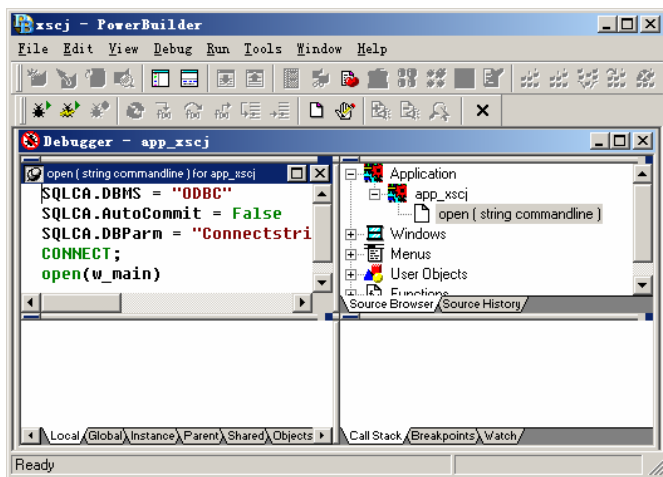 xscj - PowerBuilder
File Edit View Debug Run Tools Window Help
Debugger - app_xscj
open ( string commandline ) for app_xscj
SQLCA.DBMS = "ODBC"
SQLCA.AutoCommit = False
SQLCA.DBParm = "Connectstri
CONNECT;
open(w_main)
Application
app_xscj
open ( string commandline )
Windows
Menus
User Objects
Functions
Source Browser Source History
Local Global Instance Parent Shared Objects
Call Stack Breakpoints Watch
Ready